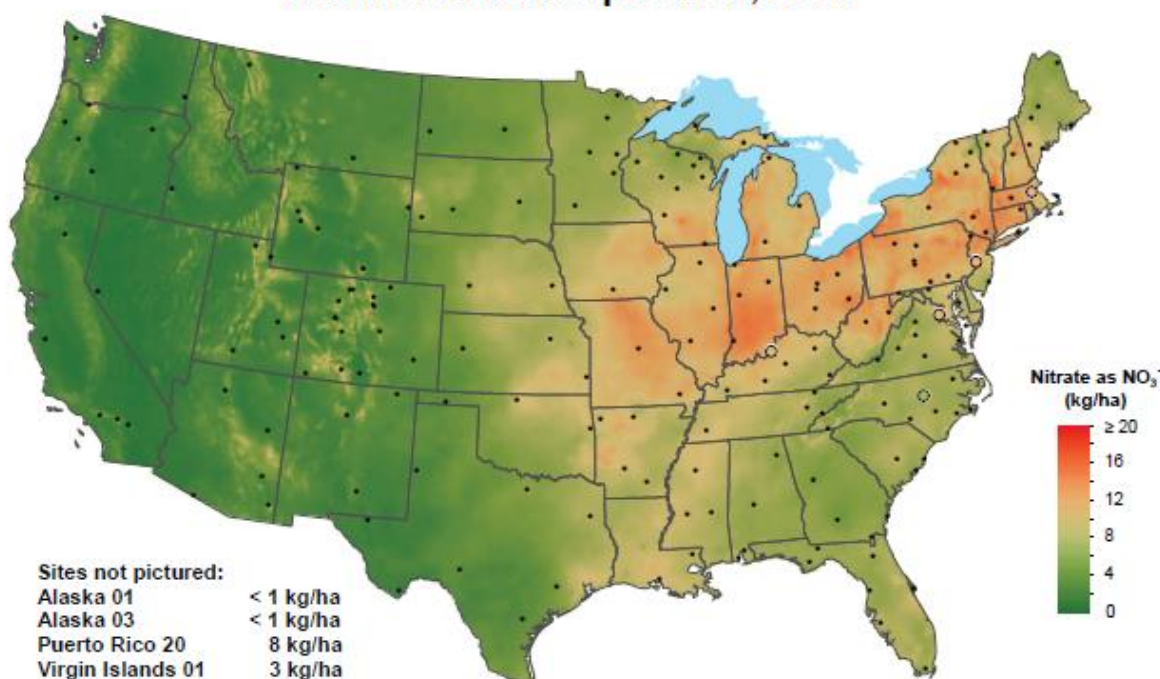 Nitrate as NO₃⁻
(kg/ha)
≥ 20
16
12
8
4
0
Sites not pictured:
Alaska 01 < 1 kg/ha
Alaska 03 < 1 kg/ha
Puerto Rico 20 8 kg/ha
Virgin Islands 01 3 kg/ha